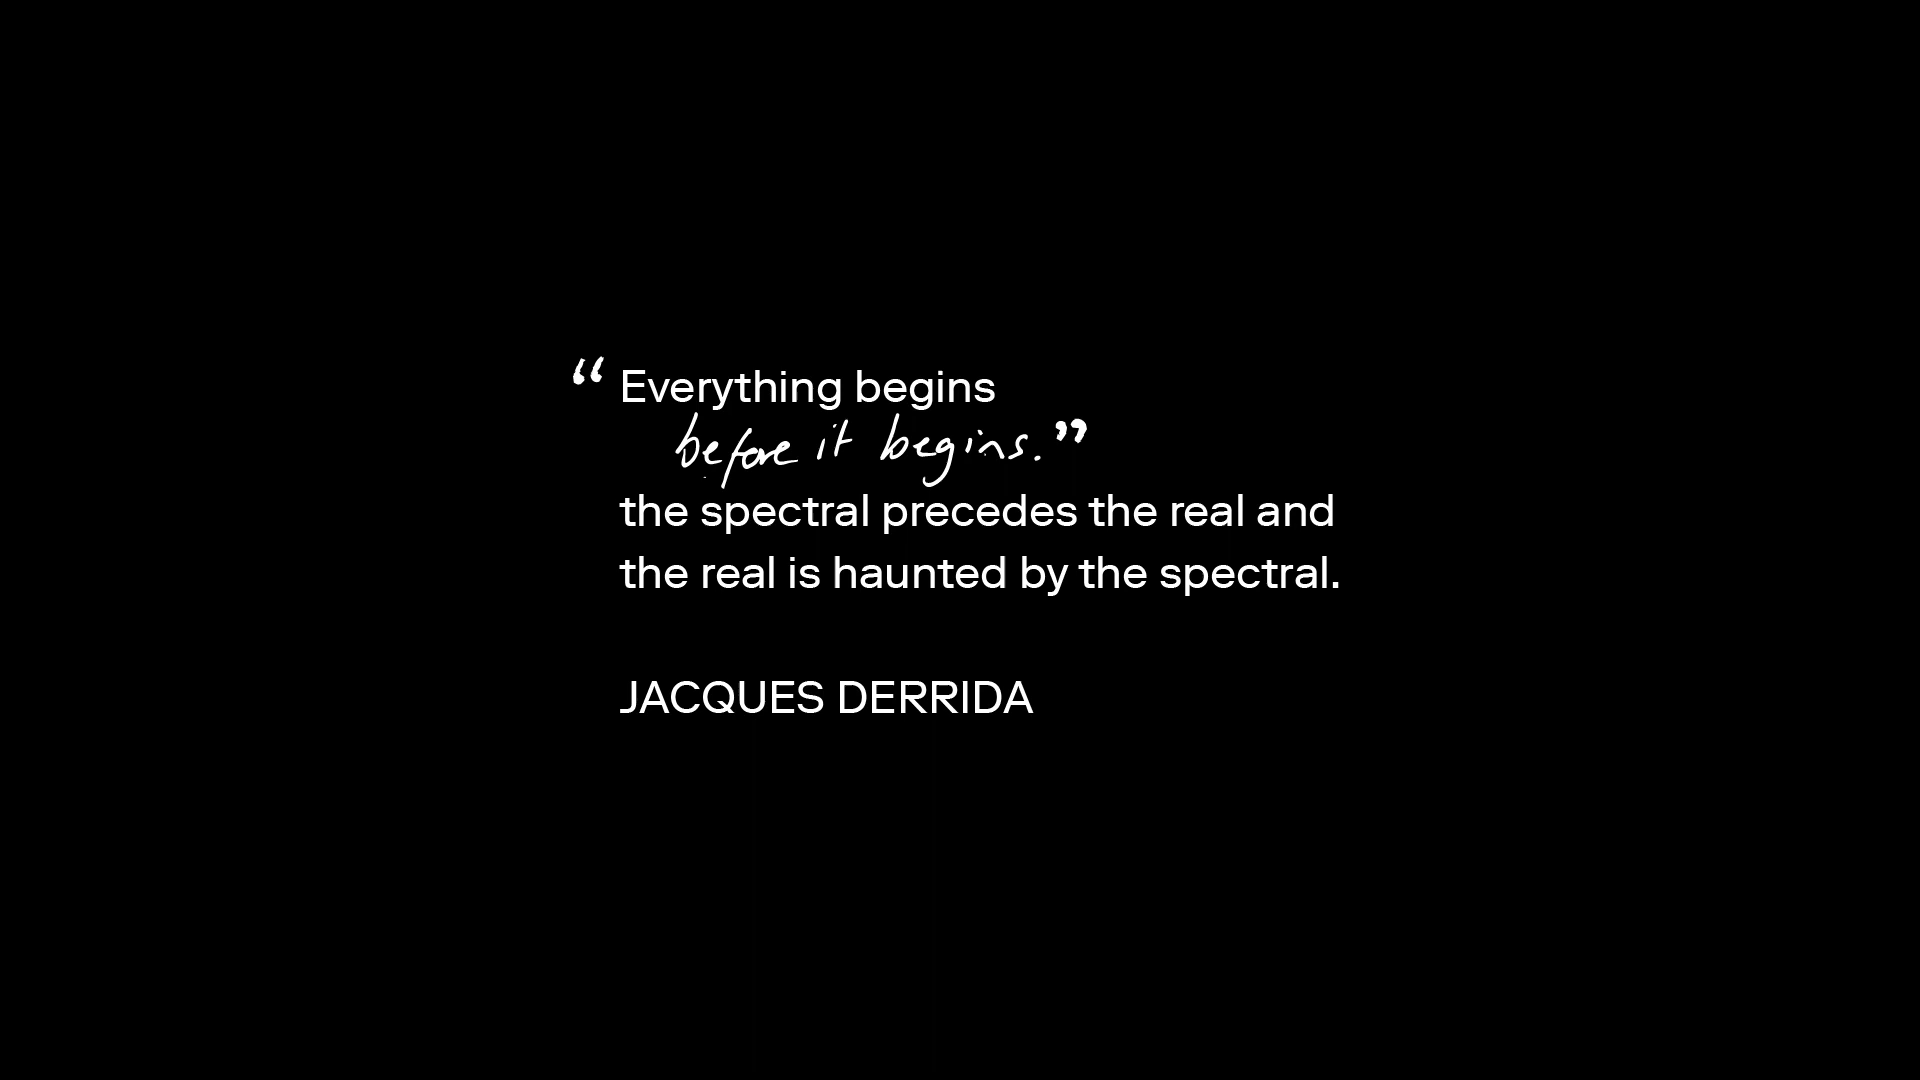 “Everything begins
before it begins.”
the spectral precedes the real and
the real is haunted by the spectral.
JACQUES DERRIDA